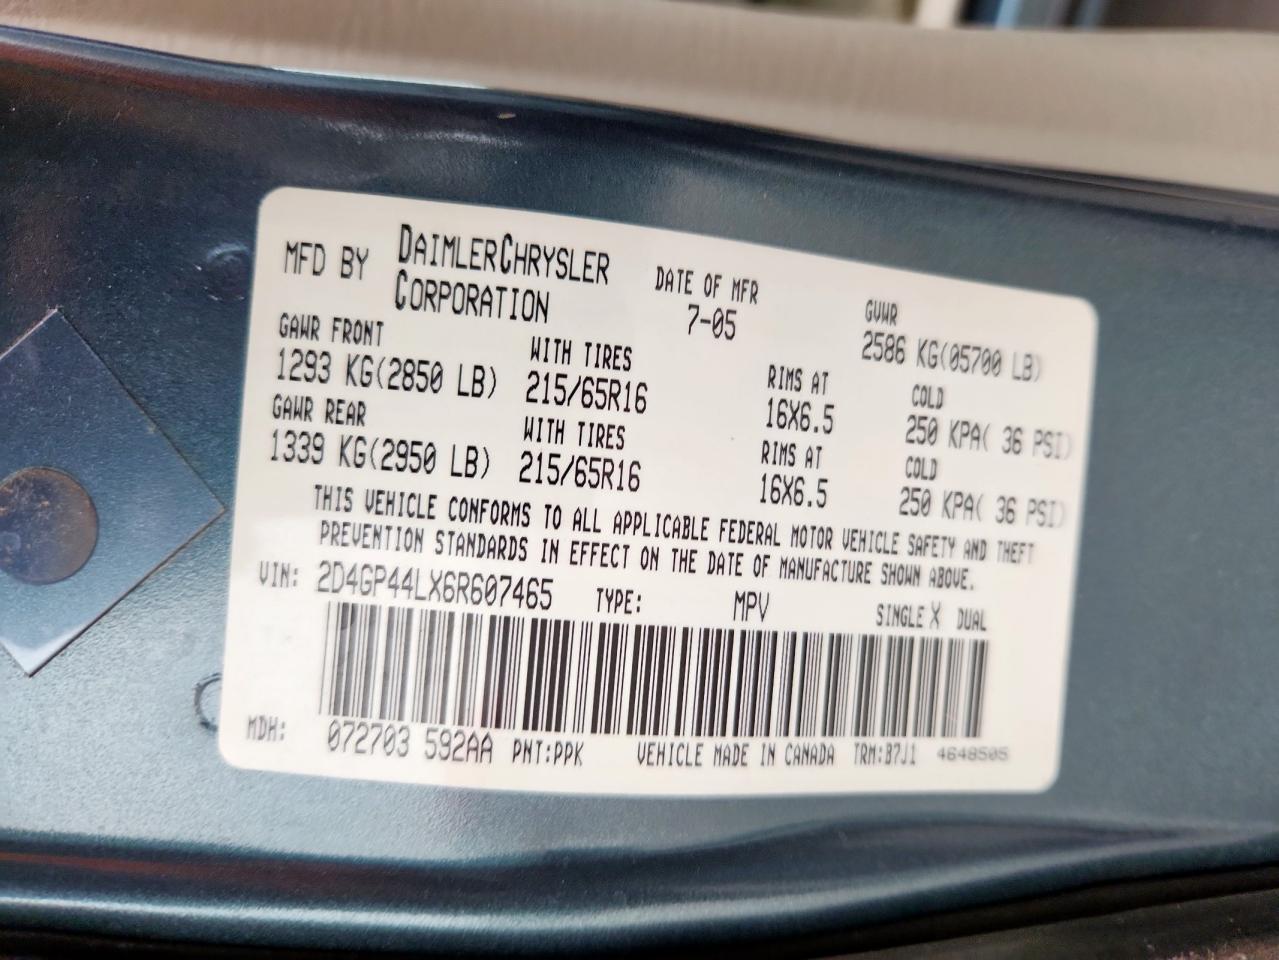 MFD BY DAIMLERCHRYSLER CORPORATION
DATE OF MFR 7-05
GVWR 2586 KG(05700 LB)
GAWR FRONT WITH TIRES RIMS AT COLD
1293 KG(2850 LB) 215/65R16 16X6.5 250 KPA( 36 PSI)
GAWR REAR WITH TIRES RIMS AT COLD
1339 KG(2950 LB) 215/65R16 16X6.5 250 KPA( 36 PSI)
THIS VEHICLE CONFORMS TO ALL APPLICABLE FEDERAL MOTOR VEHICLE SAFETY AND THEFT
PREVENTION STANDARDS IN EFFECT ON THE DATE OF MANUFACTURE SHOWN ABOVE.
VIN: 2D4GP44LX6R607465 TYPE: MPV SINGLE X DUAL
MDH: 072703 592AA PNT:PPK VEHICLE MADE IN CANADA TRM:B7J1 4648505